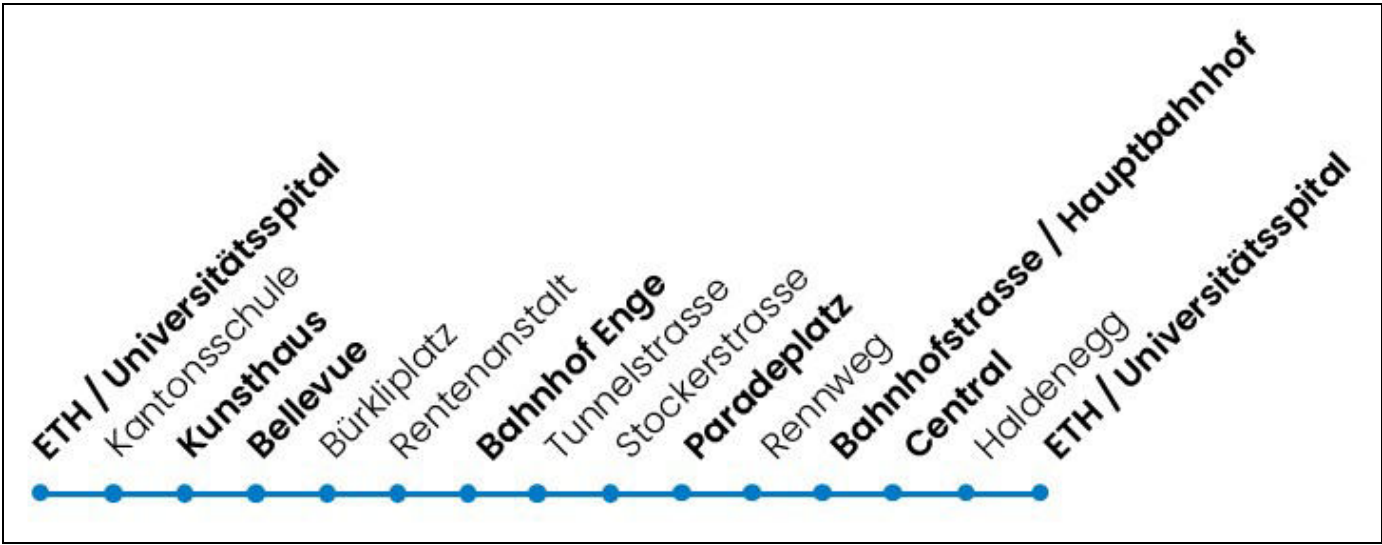 ETH / Universitätsspital
Kantonsschule
Kunsthaus
Bellevue
Bürkliplatz
Rentenanstalt
Bahnhof Enge
Tunnelstrasse
Stockerstrasse
Paradeplatz
Rennweg
Bahnhofstrasse / Hauptbahnhof
Central
Haldenegg
ETH / Universitätsspital